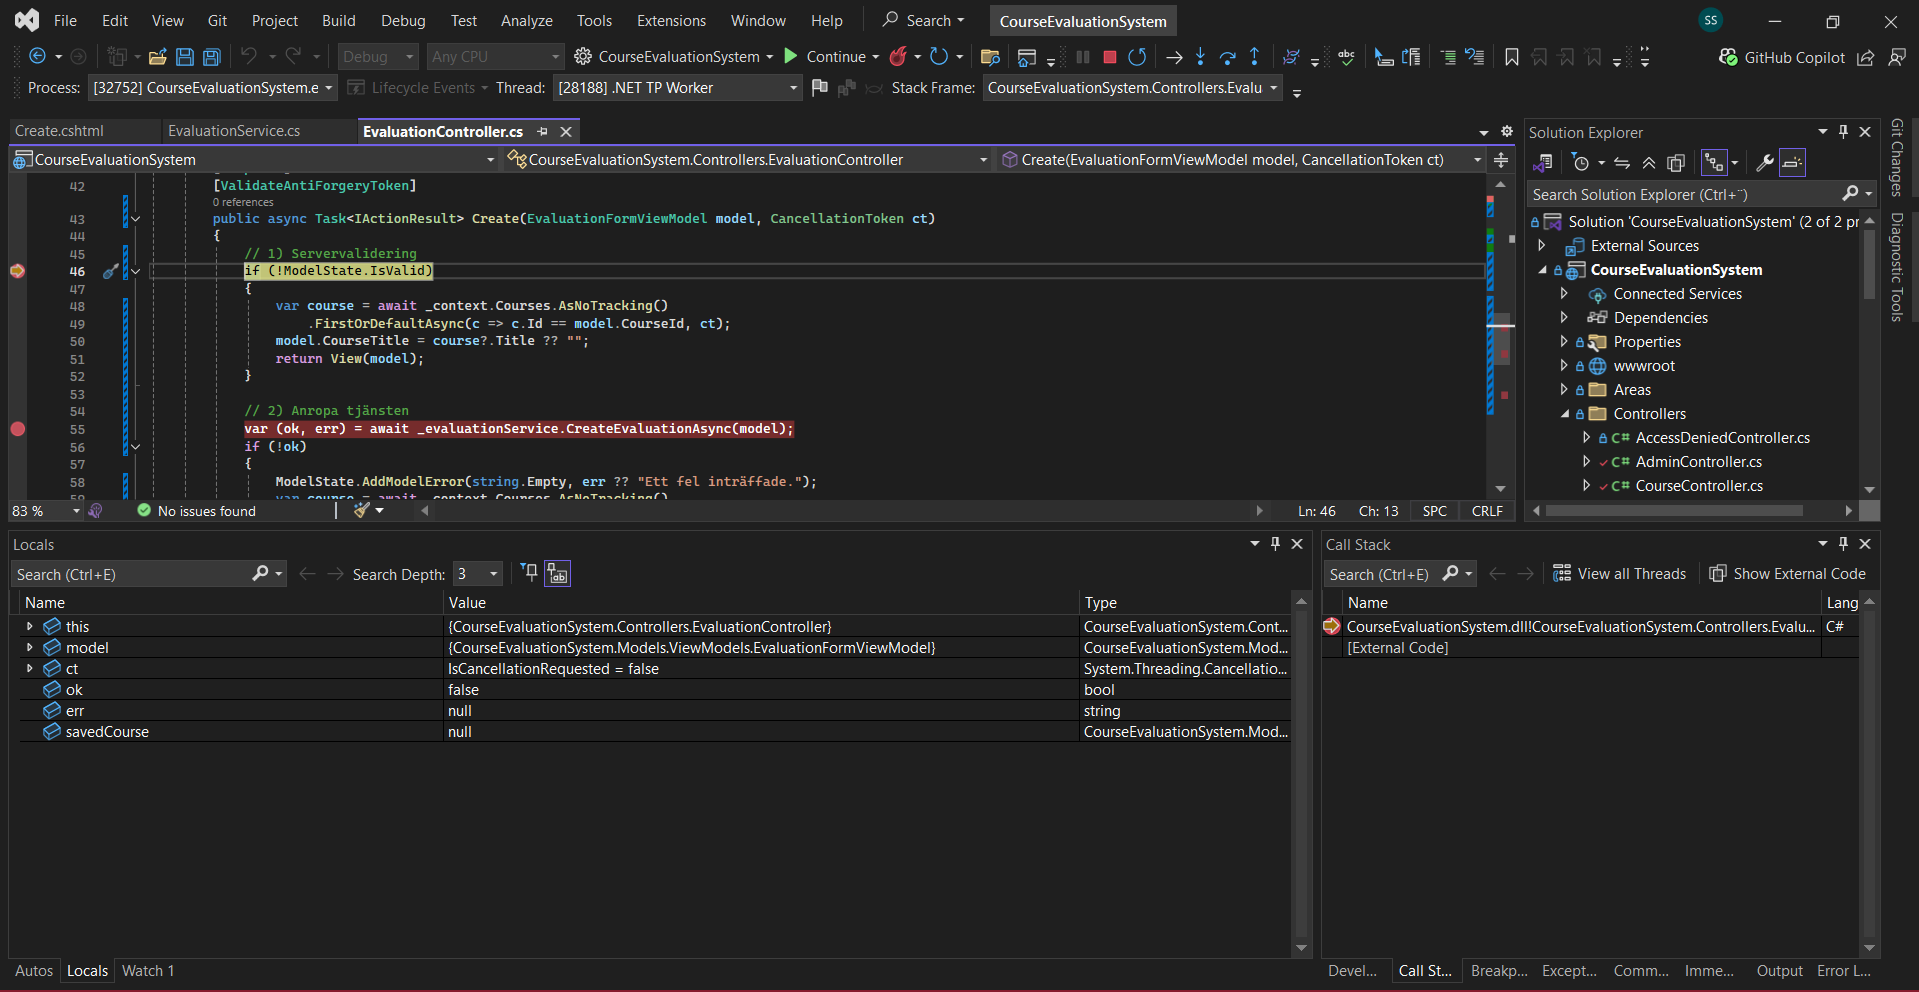 File Edit View Git Project Build Debug Test Analyze Tools Extensions Window Help Search CourseEvaluationSystem SS
Debug Any CPU CourseEvaluationSystem Continue GitHub Copilot
Process: [32752] CourseEvaluationSystem.e Lifecycle Events Thread: [28188] .NET TP Worker Stack Frame: CourseEvaluationSystem.Controllers.Evalu
Create.cshtml EvaluationService.cs EvaluationController.cs
CourseEvaluationSystem CourseEvaluationSystem.Controllers.EvaluationController Create(EvaluationFormViewModel model, CancellationToken ct)
42 [ValidateAntiForgeryToken]
0 references
43 public async Task<IActionResult> Create(EvaluationFormViewModel model, CancellationToken ct)
44 {
45 // 1) Servervalidering
46 if (!ModelState.IsValid)
47 {
48 var course = await _context.Courses.AsNoTracking()
49 .FirstOrDefaultAsync(c => c.Id == model.CourseId, ct);
50 model.CourseTitle = course?.Title ?? "";
51 return View(model);
52 }
53
54 // 2) Anropa tjänsten
55 var (ok, err) = await _evaluationService.CreateEvaluationAsync(model);
56 if (!ok)
57 {
58 ModelState.AddModelError(string.Empty, err ?? "Ett fel inträffade.");
59 var course = await _context.Courses.AsNoTracking()
83 % No issues found Ln: 46 Ch: 13 SPC CRLF
Solution Explorer
Search Solution Explorer (Ctrl+¨)
Solution 'CourseEvaluationSystem' (2 of 2 pr
External Sources
CourseEvaluationSystem
Connected Services
Dependencies
Properties
wwwroot
Areas
Controllers
C# AccessDeniedController.cs
C# AdminController.cs
C# CourseController.cs
Git Changes
Diagnostic Tools
Locals
Search (Ctrl+E) Search Depth: 3
Name Value Type
this {CourseEvaluationSystem.Controllers.EvaluationController} CourseEvaluationSystem.Cont...
model {CourseEvaluationSystem.Models.ViewModels.EvaluationFormViewModel} CourseEvaluationSystem.Mod...
ct IsCancellationRequested = false System.Threading.Cancellatio...
ok false bool
err null string
savedCourse null CourseEvaluationSystem.Mod...
Autos Locals Watch 1
Call Stack
Search (Ctrl+E) View all Threads Show External Code
Name Lang
CourseEvaluationSystem.dll!CourseEvaluationSystem.Controllers.Evalu... C#
[External Code]
Devel... Call St... Breakp... Except... Comm... Imme... Output Error L...